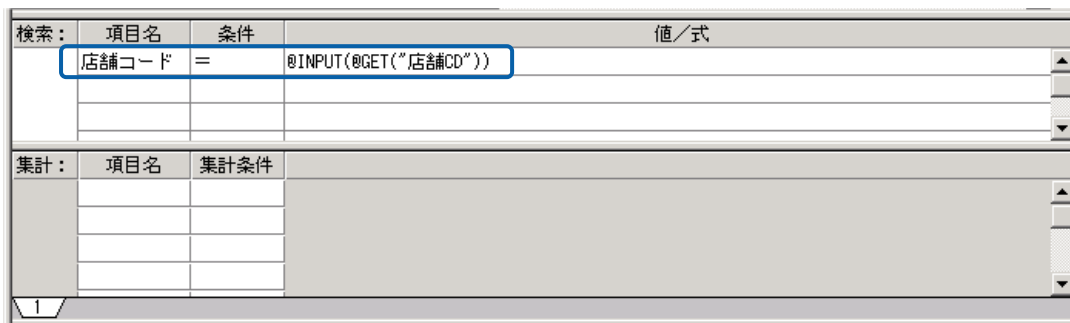 検索： 項目名 条件 値／式
店舗コード ＝ @INPUT(@GET("店舗CD"))
集計： 項目名 集計条件
1